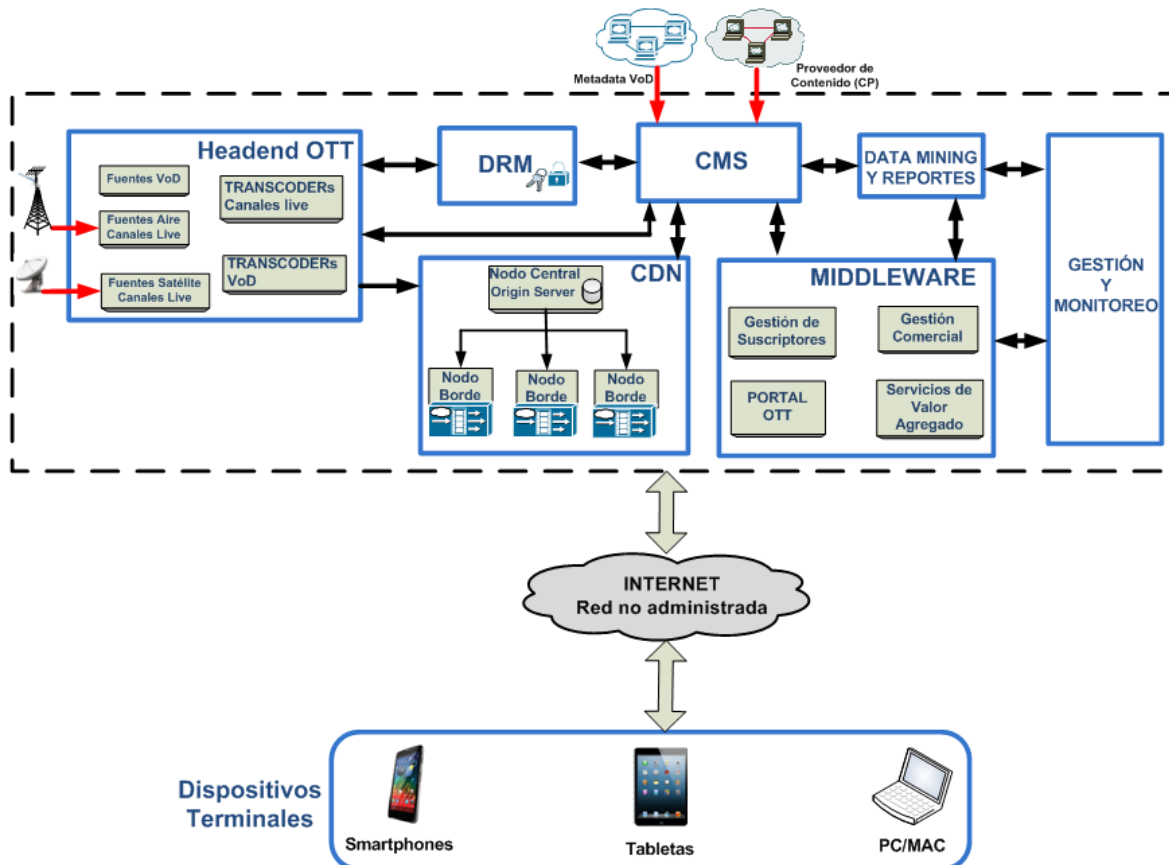 Metadata VoD
Proveedor de
Contenido (CP)
Headend OTT
Fuentes VoD
TRANSCODERs
Canales live
Fuentes Aire
Canales Live
TRANSCODERs
VoD
Fuentes Satélite
Canales Live
DRM
CMS
DATA MINING
Y REPORTES
GESTIÓN
Y
MONITOREO
CDN
Nodo Central
Origin Server
Nodo
Borde
Nodo
Borde
Nodo
Borde
MIDDLEWARE
Gestión de
Suscriptores
Gestión
Comercial
PORTAL
OTT
Servicios de
Valor
Agregado
INTERNET
Red no administrada
Dispositivos
Terminales
Smartphones
Tabletas
PC/MAC